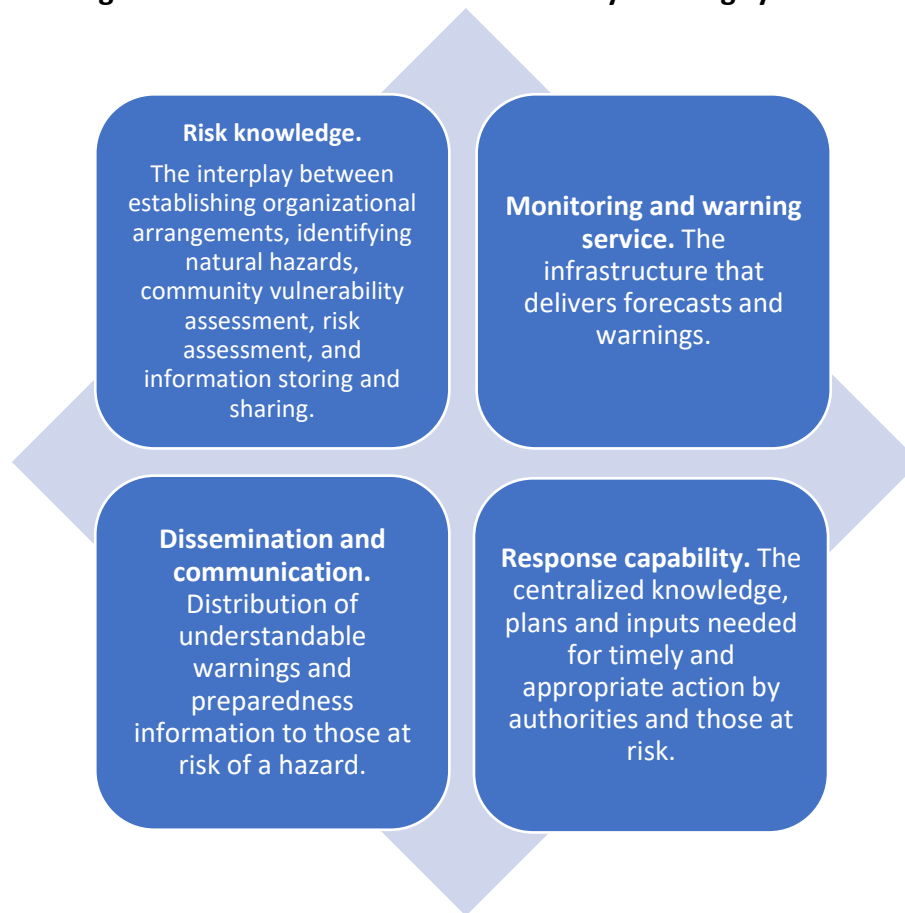 Risk knowledge.
The interplay between
establishing organizational
arrangements, identifying
natural hazards,
community vulnerability
assessment, risk
assessment, and
information storing and
sharing.
Monitoring and warning
service. The
infrastructure that
delivers forecasts and
warnings.
Dissemination and
communication.
Distribution of
understandable
warnings and
preparedness
information to those at
risk of a hazard.
Response capability. The
centralized knowledge,
plans and inputs needed
for timely and
appropriate action by
authorities and those at
risk.